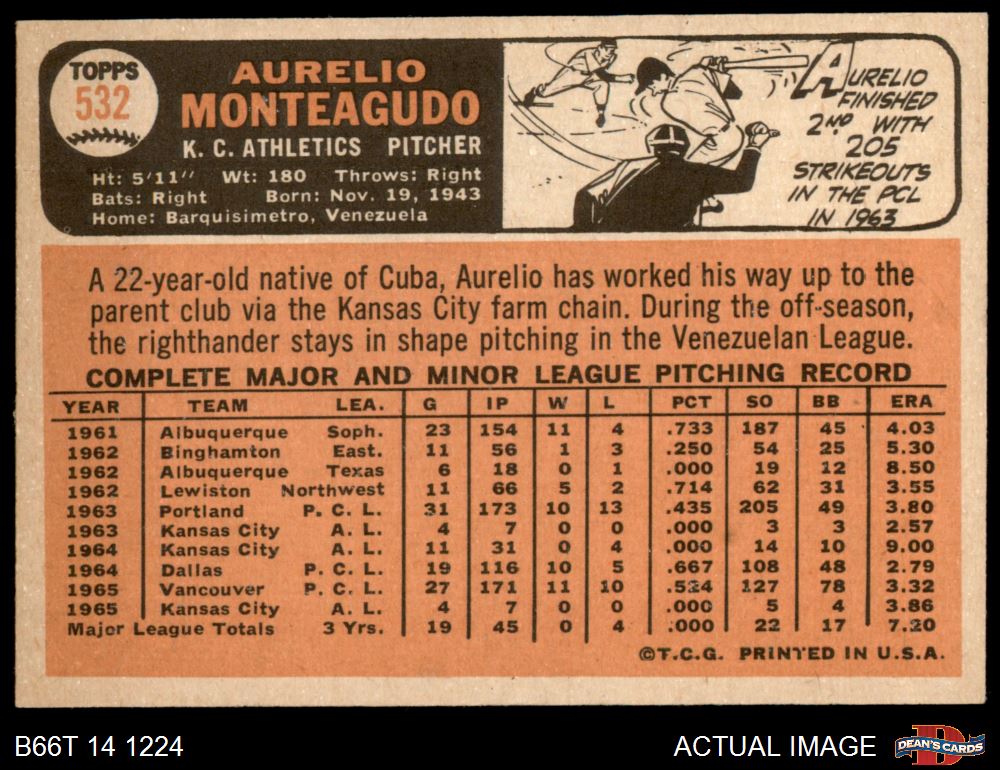 TOPPS
532
AURELIO
MONTEAGUDO
K. C. ATHLETICS PITCHER
Ht: 5'11" Wt: 180 Throws: Right
Bats: Right Born: Nov. 19, 1943
Home: Barquisimetro, Venezuela
AURELIO
FINISHED
2ND WITH
205
STRIKEOUTS
IN THE PCL
IN 1963
A 22-year-old native of Cuba, Aurelio has worked his way up to the
parent club via the Kansas City farm chain. During the off-season,
the righthander stays in shape pitching in the Venezuelan League.
COMPLETE MAJOR AND MINOR LEAGUE PITCHING RECORD
YEAR TEAM LEA. G IP W L PCT SO BB ERA
1961 Albuquerque Soph. 23 154 11 4 .733 187 45 4.03
1962 Binghamton East. 11 56 1 3 .250 54 25 5.30
1962 Albuquerque Texas 6 18 0 1 .000 19 12 8.50
1962 Lewiston Northwest 11 66 5 2 .714 62 31 3.55
1963 Portland P. C. L. 31 173 10 13 .435 205 49 3.80
1963 Kansas City A. L. 4 7 0 0 .000 3 3 2.57
1964 Kansas City A. L. 11 31 0 4 .000 14 10 9.00
1964 Dallas P. C. L. 19 116 10 5 .667 108 48 2.79
1965 Vancouver P. C. L. 27 171 11 10 .524 127 78 3.32
1965 Kansas City A. L. 4 7 0 0 .000 5 4 3.86
Major League Totals 3 Yrs. 19 45 0 4 .000 22 17 7.20
©T.C.G. PRINTED IN U.S.A.
B66T 14 1224
ACTUAL IMAGE
D
DEAN'S CARDS